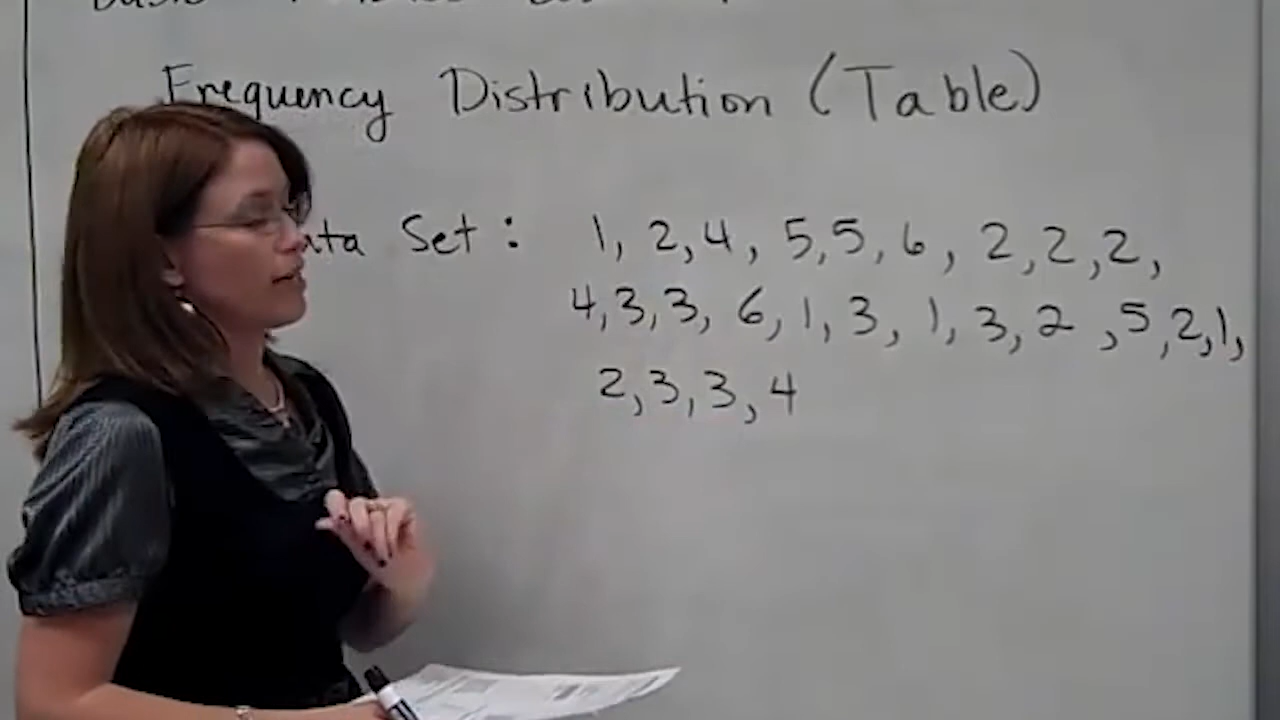 Frequency Distribution (Table)
ata Set: 1, 2, 4, 5, 5, 6, 2, 2, 2,
4, 3, 3, 6, 1, 3, 1, 3, 2, 5, 2, 1,
2, 3, 3, 4